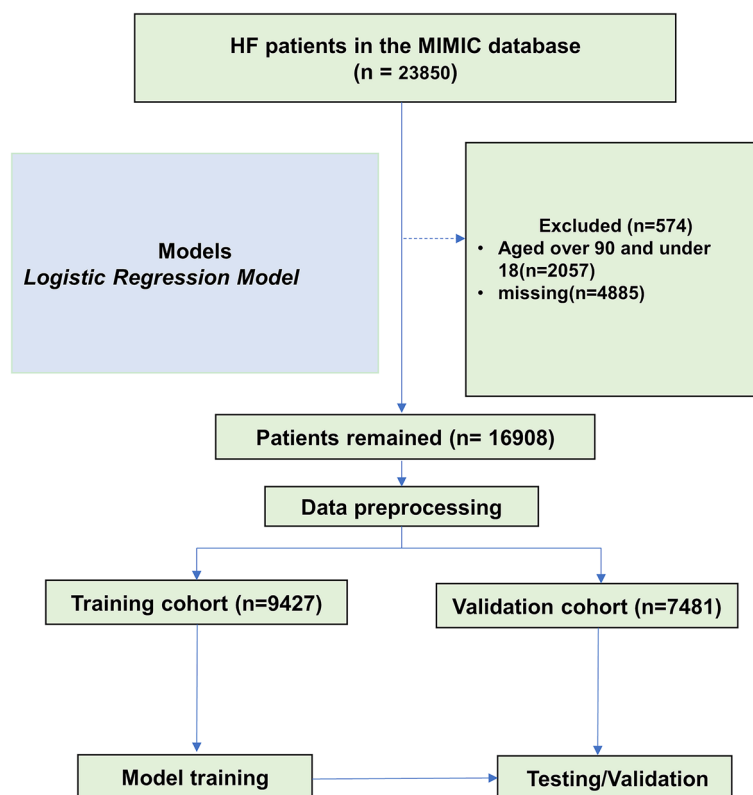 HF patients in the MIMIC database
(n = 23850)
Models
Logistic Regression Model
Excluded (n=574)
• Aged over 90 and under
18(n=2057)
• missing(n=4885)
Patients remained (n= 16908)
Data preprocessing
Training cohort (n=9427)
Validation cohort (n=7481)
Model training
Testing/Validation